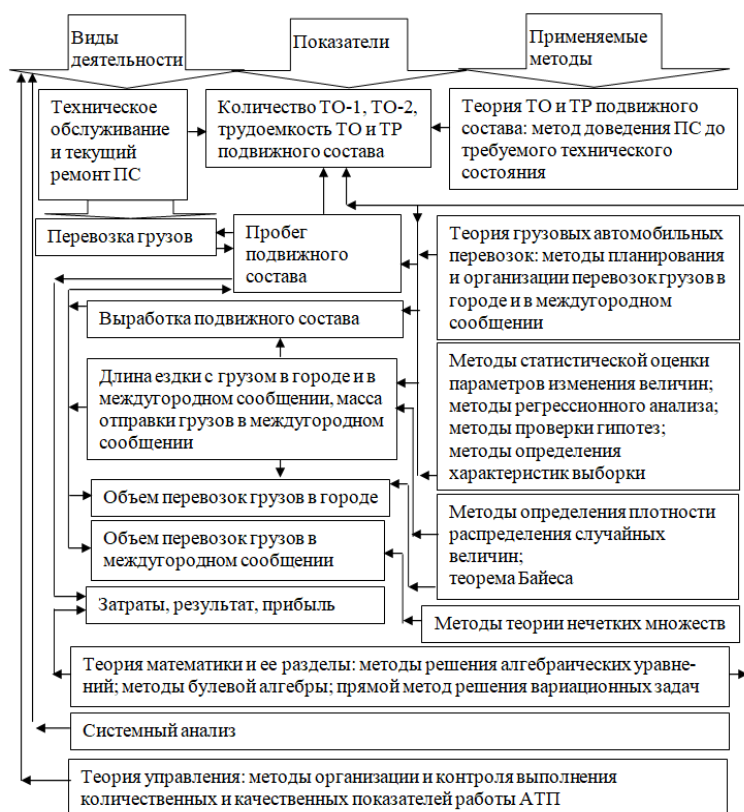 Виды
деятельности
Показатели
Применяемые
методы
Техническое
обслуживание
и текущий
ремонт ПС
Количество ТО-1, ТО-2,
трудоемкость ТО и ТР
подвижного состава
Теория ТО и ТР подвижного
состава: метод доведения ПС до
требуемого технического
состояния
Перевозка грузов
Пробег
подвижного
состава
Теория грузовых автомобильных
перевозок: методы планирования
и организации перевозок грузов в
городе и в междугородном
сообщении
Выработка подвижного состава
Длина ездки с грузом в городе и в
междугородном сообщении, масса
отправки грузов в междугородном
сообщении
Методы статистической оценки
параметров изменения величин;
методы регрессионного анализа;
методы проверки гипотез;
методы определения
характеристик выборки
Объем перевозок грузов в городе
Объем перевозок грузов в
междугородном сообщении
Методы определения плотности
распределения случайных
величин;
теорема Байеса
Затраты, результат, прибыль
Методы теории нечетких множеств
Теория математики и ее разделы: методы решения алгебраических уравне-
ний; методы булевой алгебры; прямой метод решения вариационных задач
Системный анализ
Теория управления: методы организации и контроля выполнения
количественных и качественных показателей работы АТП